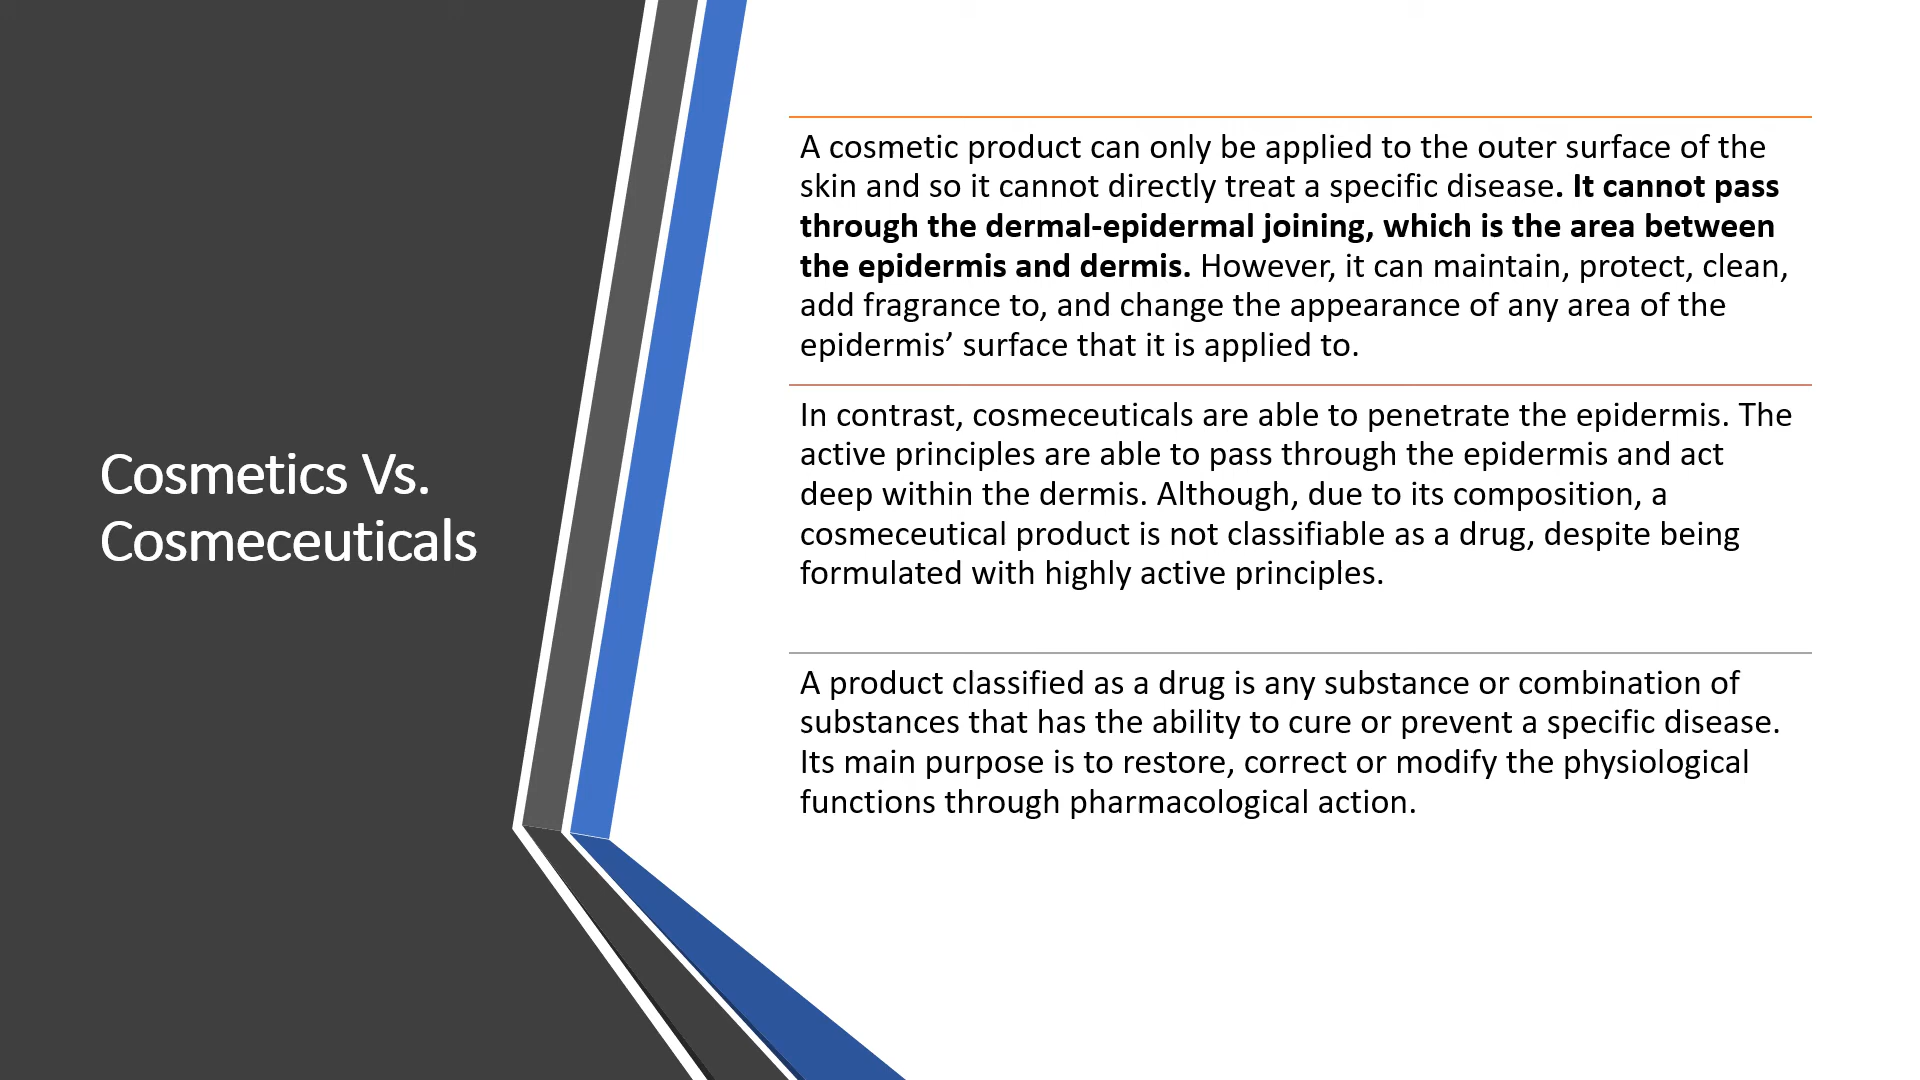 Cosmetics Vs.
Cosmeceuticals
A cosmetic product can only be applied to the outer surface of the
skin and so it cannot directly treat a specific disease. It cannot pass
through the dermal-epidermal joining, which is the area between
the epidermis and dermis. However, it can maintain, protect, clean,
add fragrance to, and change the appearance of any area of the
epidermis’ surface that it is applied to.
In contrast, cosmeceuticals are able to penetrate the epidermis. The
active principles are able to pass through the epidermis and act
deep within the dermis. Although, due to its composition, a
cosmeceutical product is not classifiable as a drug, despite being
formulated with highly active principles.
A product classified as a drug is any substance or combination of
substances that has the ability to cure or prevent a specific disease.
Its main purpose is to restore, correct or modify the physiological
functions through pharmacological action.